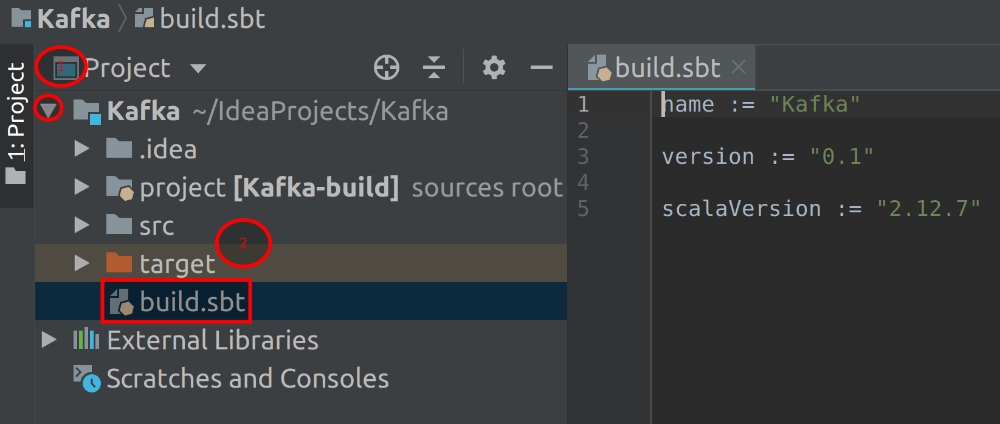 Kafka build.sbt
1: Project
1
Project
build.sbt
Kafka ~/IdeaProjects/Kafka
.idea
project [Kafka-build] sources root
src
2
target
build.sbt
External Libraries
Scratches and Consoles
1 name := "Kafka"
2
3 version := "0.1"
4
5 scalaVersion := "2.12.7"